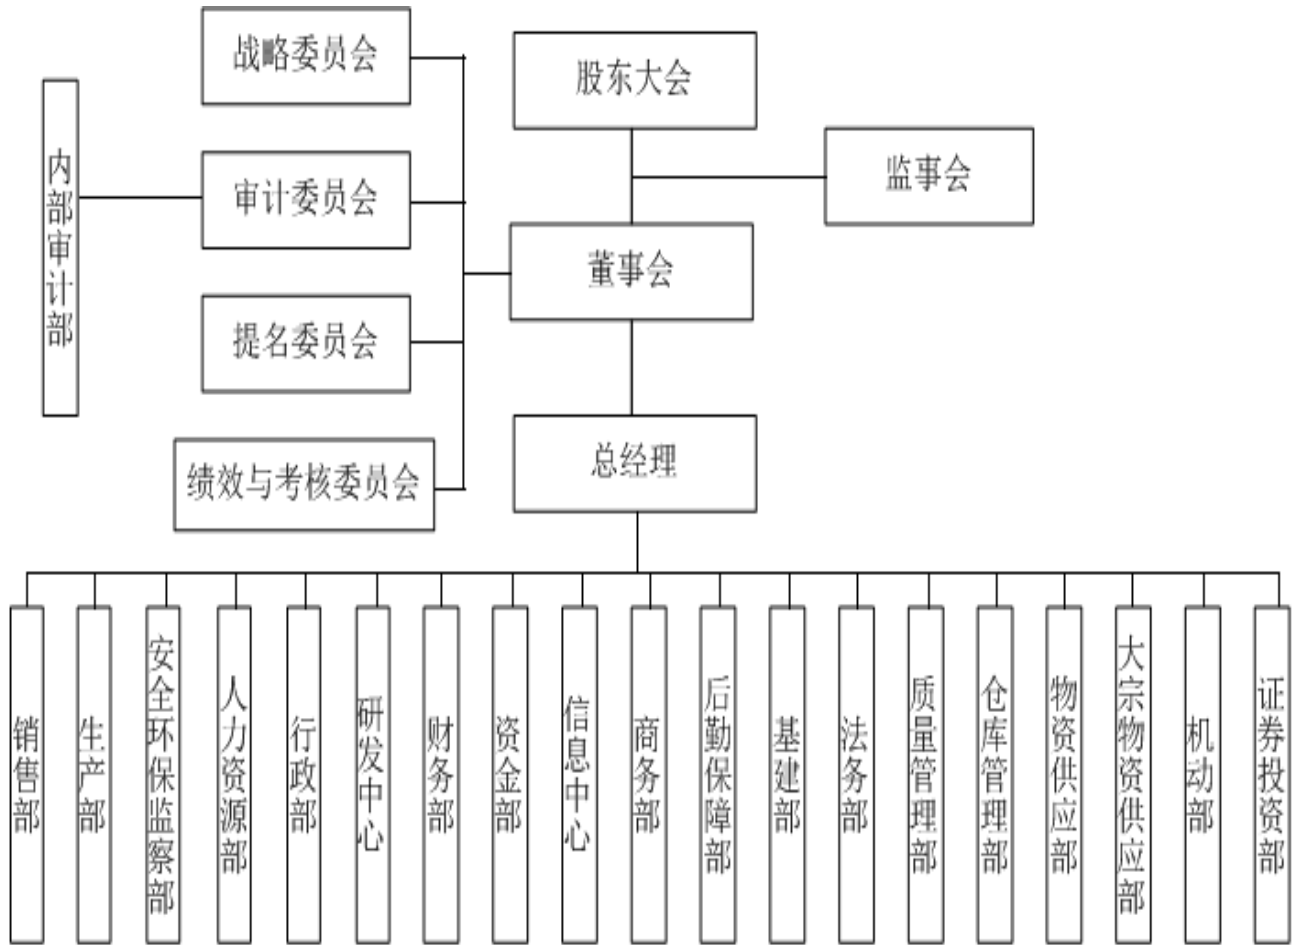 战略委员会
股东大会
监事会
内部审计部
审计委员会
董事会
提名委员会
总经理
绩效与考核委员会
销售部
生产部
安全环保监察部
人力资源部
行政部
研发中心
财务部
资金部
信息中心
商务部
后勤保障部
基建部
法务部
质量管理部
仓库管理部
物资供应部
大宗物资供应部
机动部
证券投资部